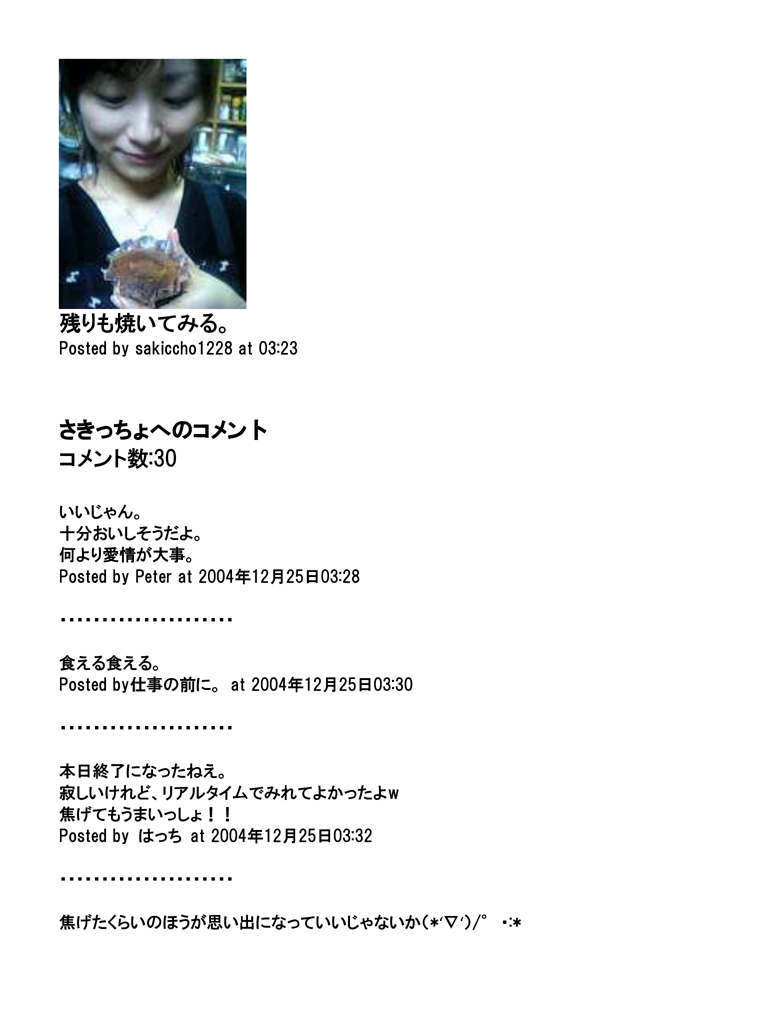 残りも焼いてみる。
Posted by sakiccho1228 at 03:23
さきっちょへのコメント
コメント数:30
いいじゃん。
十分おいしそうだよ。
何より愛情が大事。
Posted by Peter at 2004年12月25日03:28
・・・・・・・・・・・・・・・・・・・・・
食える食える。
Posted by仕事の前に。 at 2004年12月25日03:30
・・・・・・・・・・・・・・・・・・・・・
本日終了になったねえ。
寂しいけれど、リアルタイムでみれてよかったよw
焦げてもうまいっしょ！！
Posted by はっち at 2004年12月25日03:32
・・・・・・・・・・・・・・・・・・・・・
焦げたくらいのほうが思い出になっていいじゃないか(*‘∇‘)/゜ ・:*